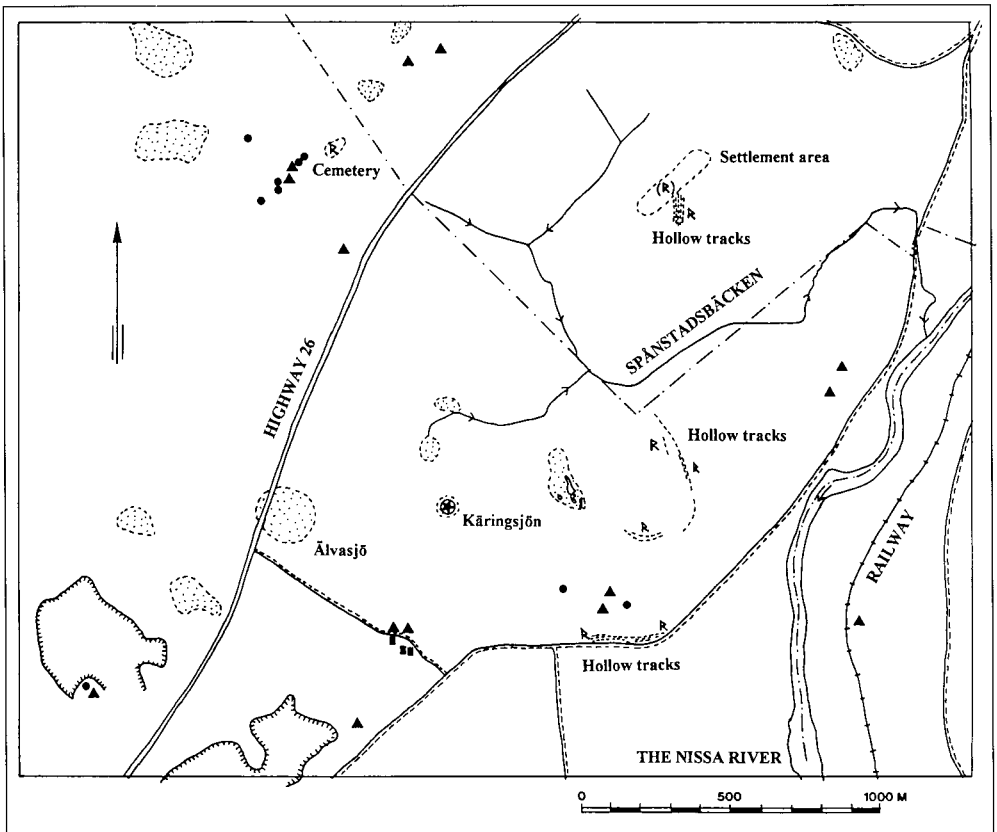 Cemetery
Settlement area
(R)
R
R
Hollow tracks
SPÅNSTADSBÄCKEN
HIGHWAY 26
R
Hollow tracks
R
Käringsjön
R
Älvasjö
RAILWAY
R
R
Hollow tracks
THE NISSA RIVER
0 500 1000 M